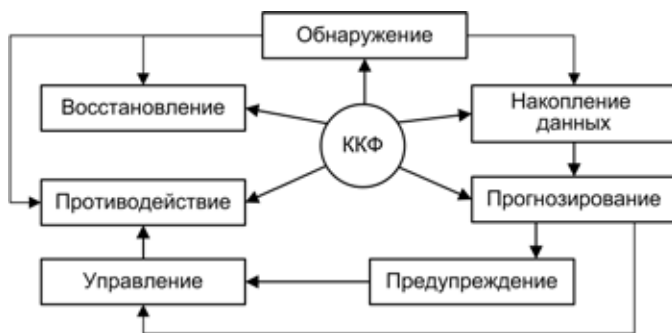 Обнаружение
Восстановление
Накопление
данных
ККФ
Противодействие
Прогнозирование
Управление
Предупреждение